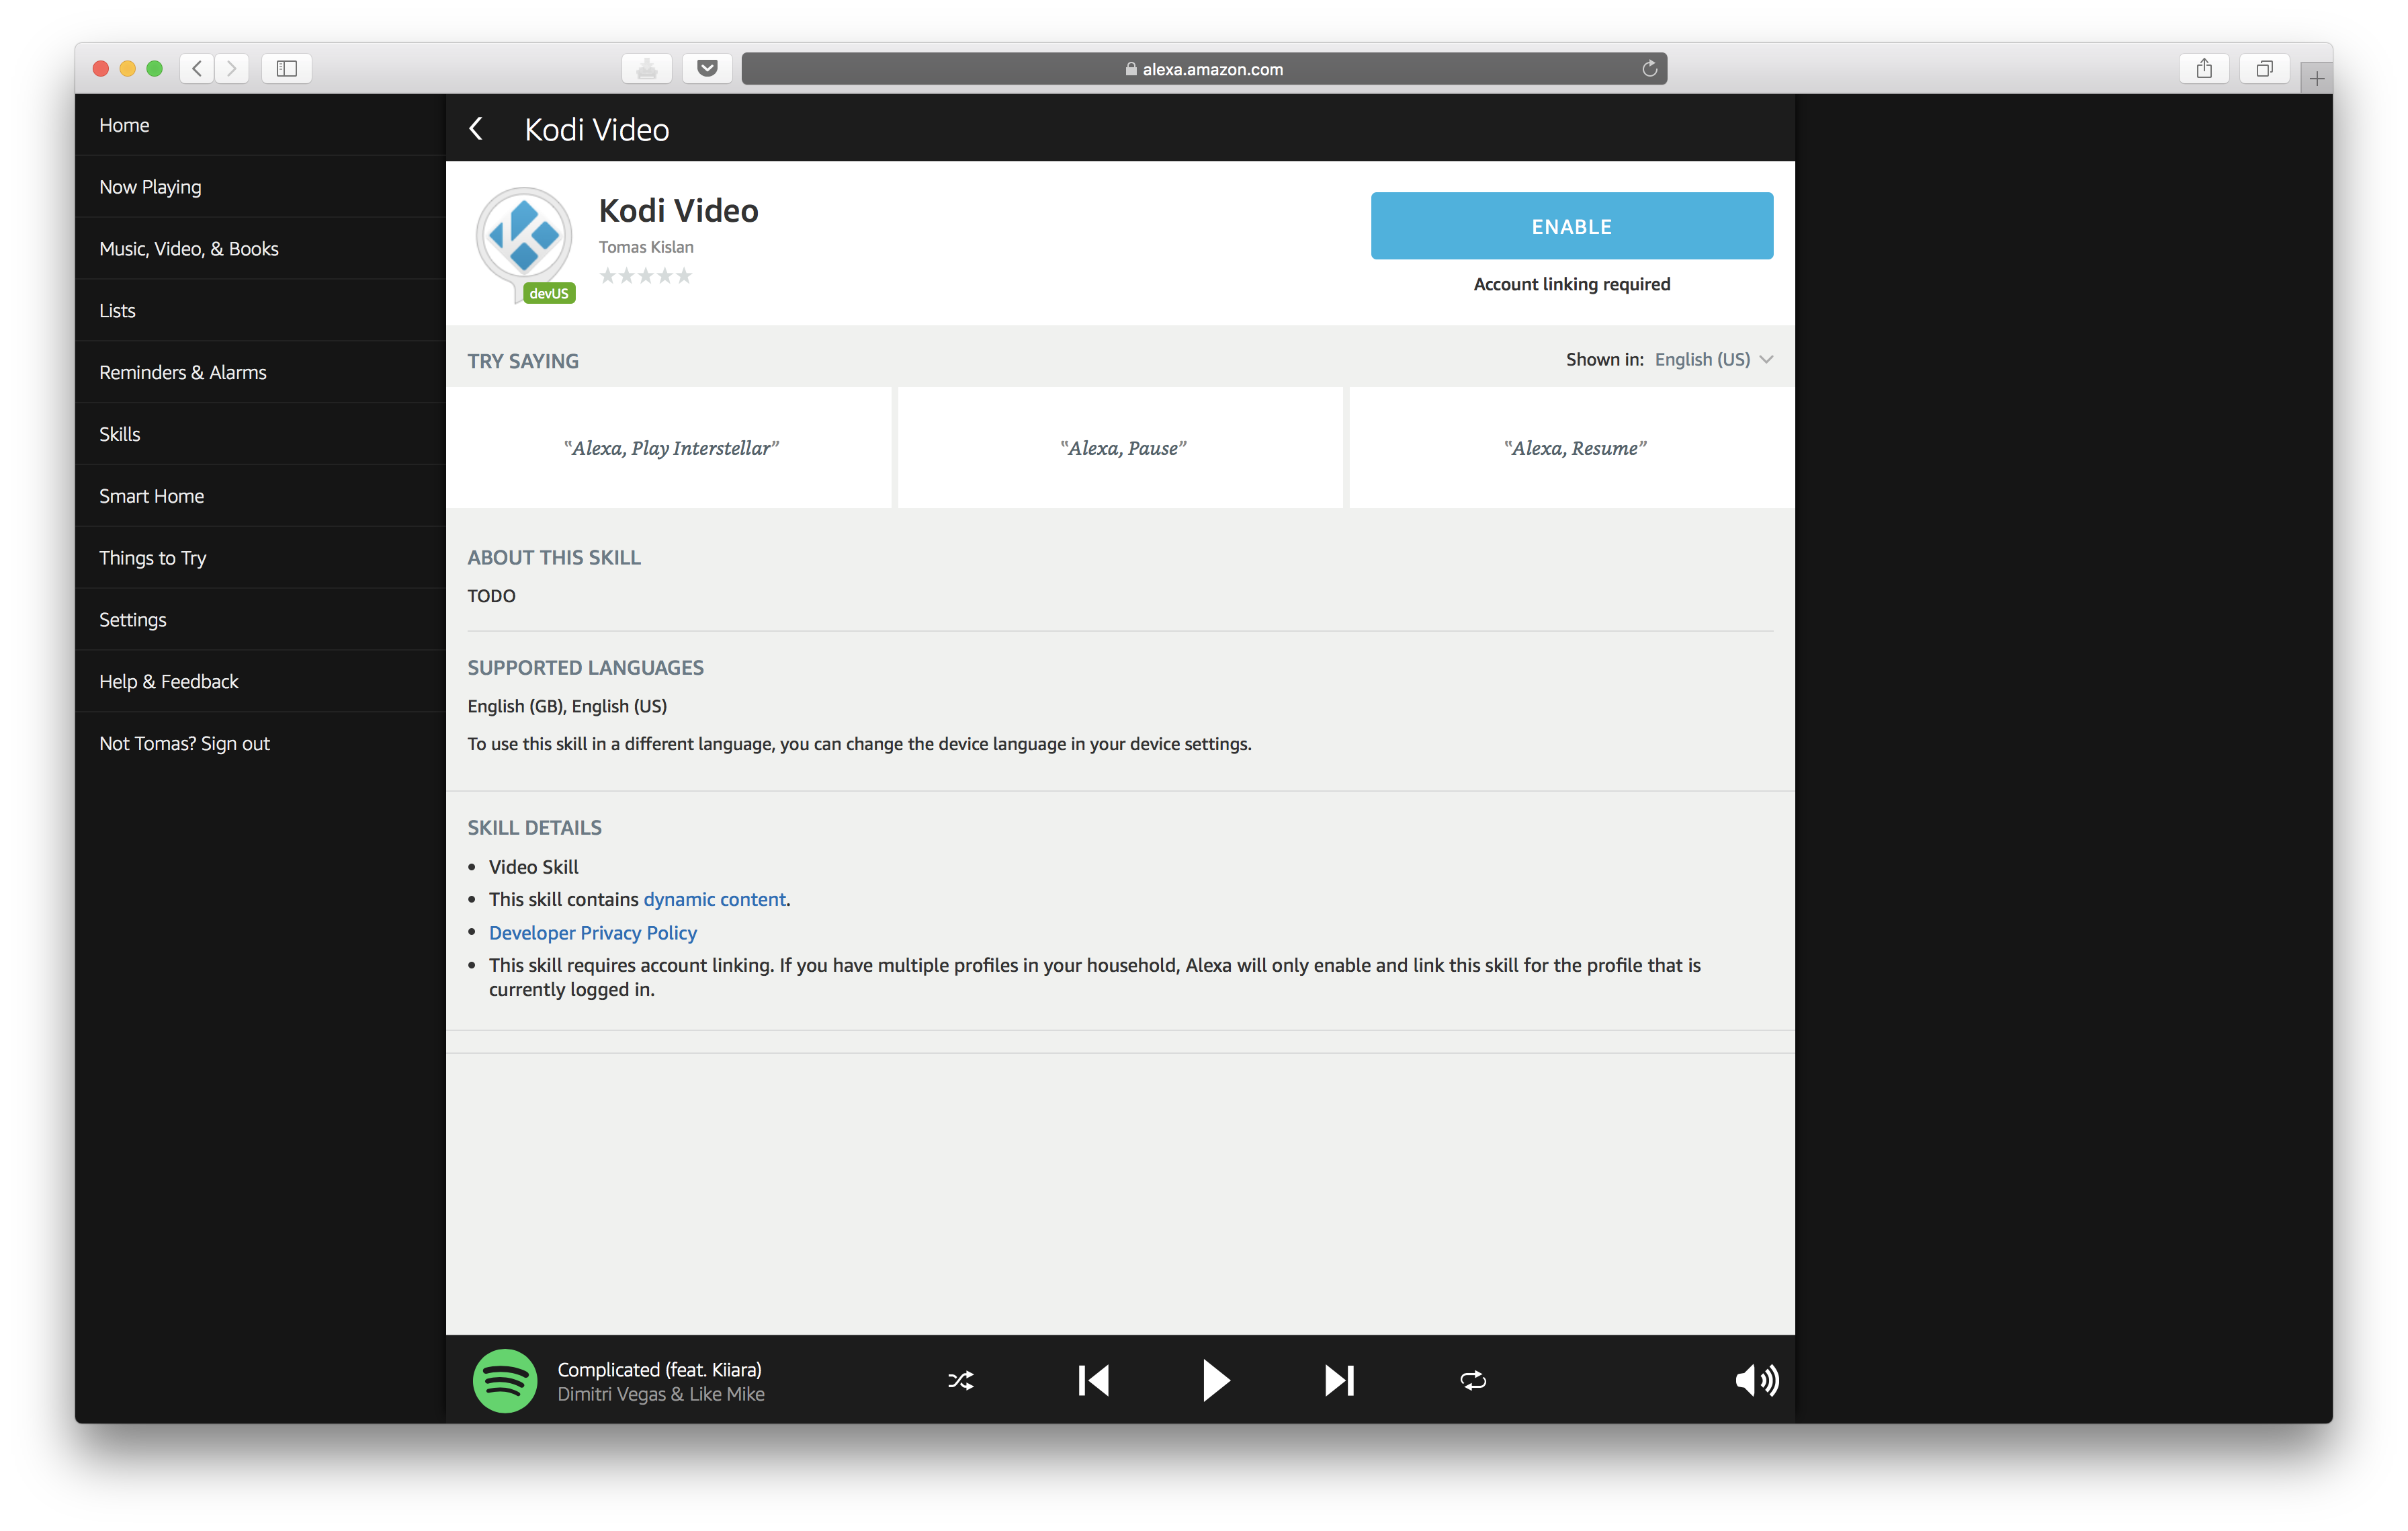 alexa.amazon.com
Home
Now Playing
Music, Video, & Books
Lists
Reminders & Alarms
Skills
Smart Home
Things to Try
Settings
Help & Feedback
Not Tomas? Sign out
Kodi Video
Kodi Video
Tomas Kislan
devUS
ENABLE
Account linking required
TRY SAYING
Shown in: English (US)
“Alexa, Play Interstellar”
“Alexa, Pause”
“Alexa, Resume”
ABOUT THIS SKILL
TODO
SUPPORTED LANGUAGES
English (GB), English (US)
To use this skill in a different language, you can change the device language in your device settings.
SKILL DETAILS
• Video Skill
• This skill contains dynamic content.
• Developer Privacy Policy
• This skill requires account linking. If you have multiple profiles in your household, Alexa will only enable and link this skill for the profile that is
currently logged in.
Complicated (feat. Kiiara)
Dimitri Vegas & Like Mike